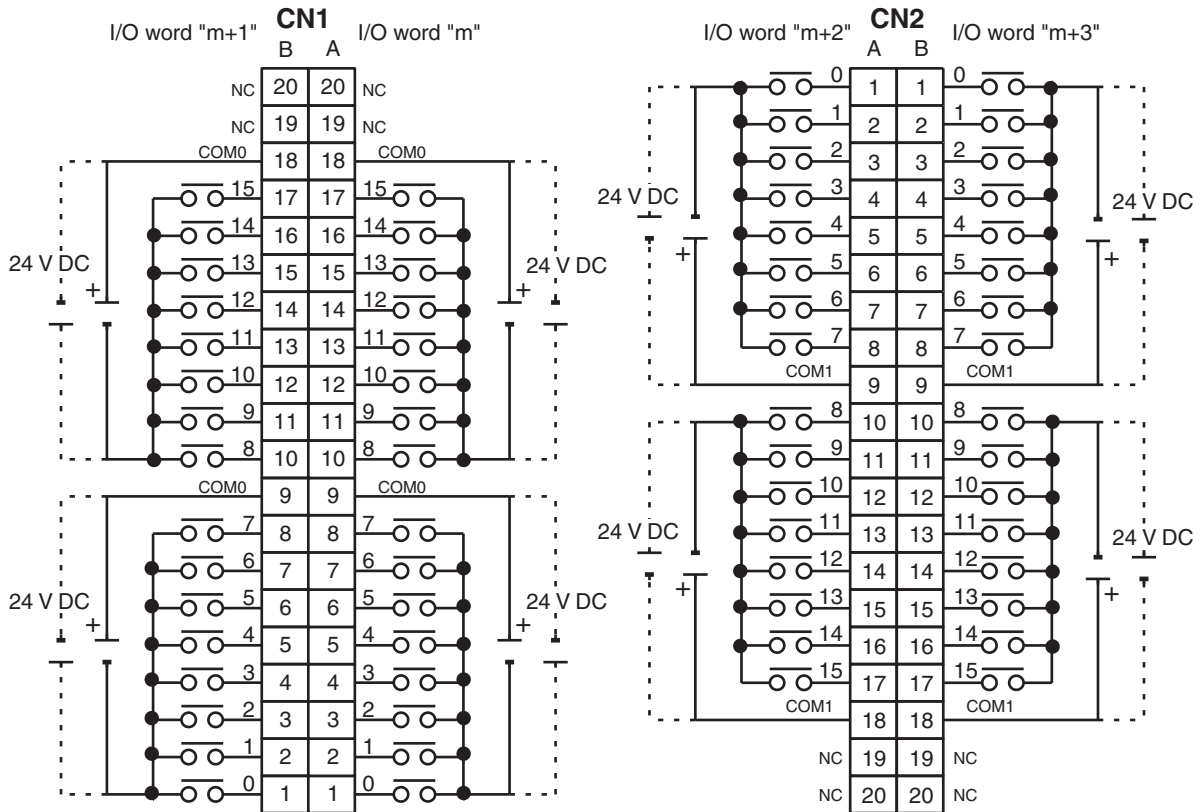 CN1
I/O word "m+1" I/O word "m"
B A
NC 20 20 NC
NC 19 19 NC
COM0 18 18 COM0
15 17 17 15
14 16 16 14
13 15 15 13
24 V DC + + 24 V DC
12 14 14 12
11 13 13 11
10 12 12 10
9 11 11 9
8 10 10 8
COM0 9 9 COM0
7 8 8 7
6 7 7 6
5 6 6 5
24 V DC + + 24 V DC
4 5 5 4
3 4 4 3
2 3 3 2
1 2 2 1
0 1 1 0
CN2
I/O word "m+2" I/O word "m+3"
A B
0 1 1 0
1 2 2 1
2 3 3 2
24 V DC 3 4 4 3 24 V DC
4 5 5 4
+ +
5 6 6 5
6 7 7 6
7 8 8 7
COM1 9 9 COM1
8 10 10 8
9 11 11 9
10 12 12 10
24 V DC 11 13 13 11 24 V DC
12 14 14 12
+ +
13 15 15 13
14 16 16 14
15 17 17 15
COM1 18 18 COM1
NC 19 19 NC
NC 20 20 NC